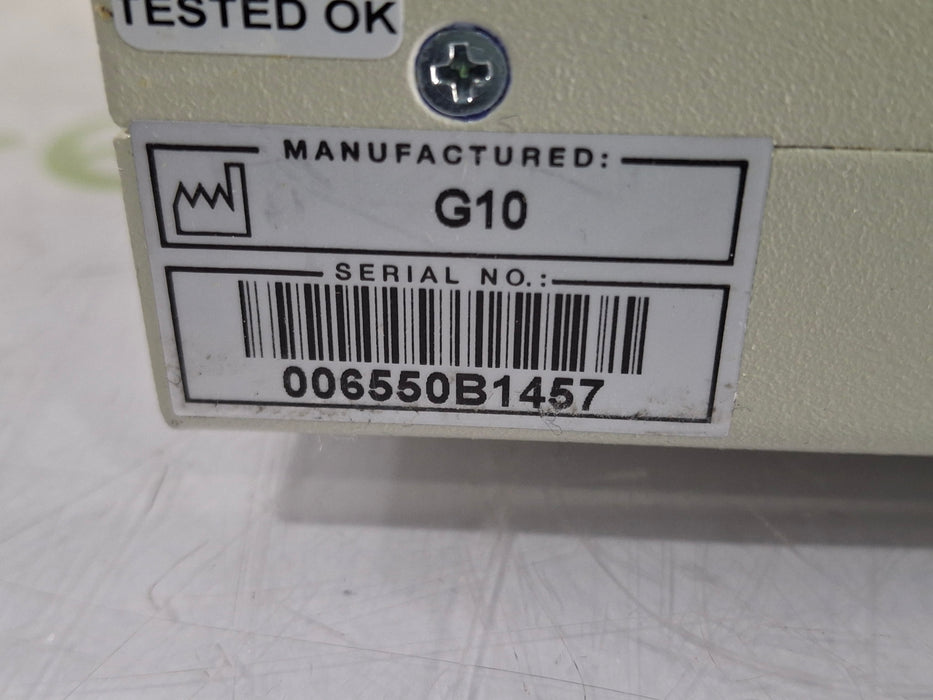 TESTED OK
MANUFACTURED:
G10
SERIAL NO.:
006550B1457